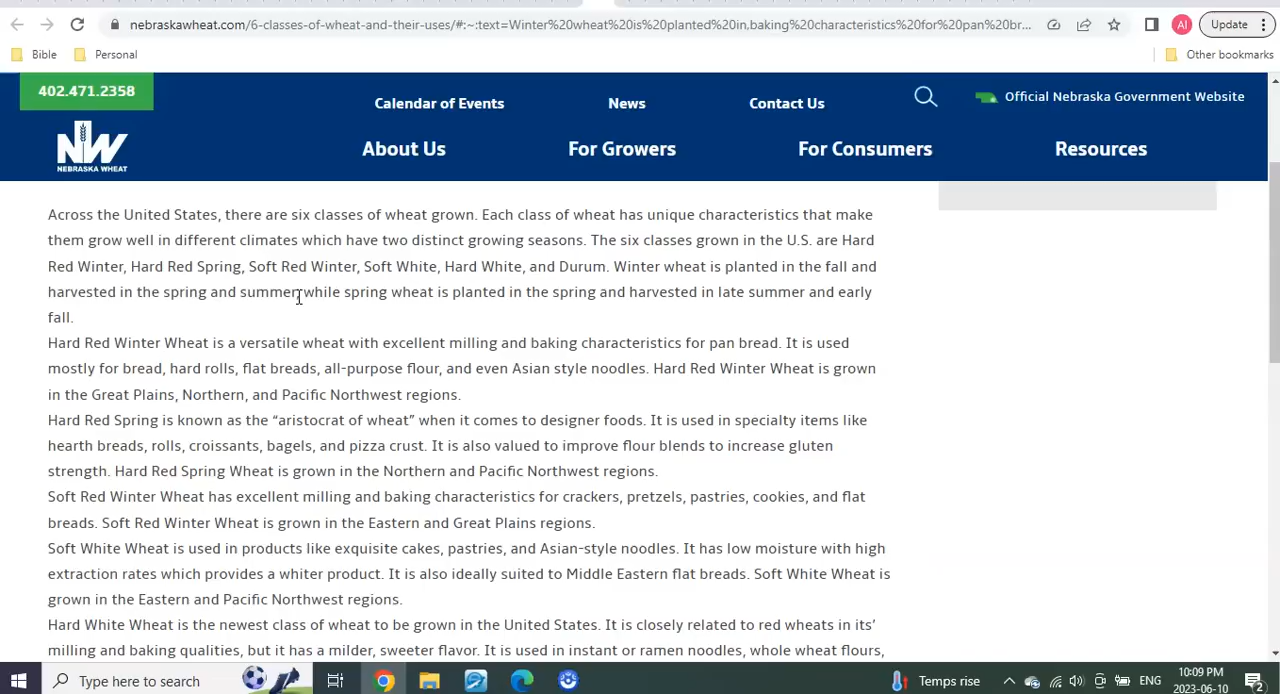 nebraskawheat.com/6-classes-of-wheat-and-their-uses/#:~:text=Winter%20wheat%20is%20planted%20in.baking%20characteristics%20for%20pan%20br...
AI
Update
Bible
Personal
Other bookmarks
402.471.2358
Calendar of Events
News
Contact Us
Official Nebraska Government Website
NW
NEBRASKA WHEAT
About Us
For Growers
For Consumers
Resources
Across the United States, there are six classes of wheat grown. Each class of wheat has unique characteristics that make
them grow well in different climates which have two distinct growing seasons. The six classes grown in the U.S. are Hard
Red Winter, Hard Red Spring, Soft Red Winter, Soft White, Hard White, and Durum. Winter wheat is planted in the fall and
harvested in the spring and summer while spring wheat is planted in the spring and harvested in late summer and early
fall.
Hard Red Winter Wheat is a versatile wheat with excellent milling and baking characteristics for pan bread. It is used
mostly for bread, hard rolls, flat breads, all-purpose flour, and even Asian style noodles. Hard Red Winter Wheat is grown
in the Great Plains, Northern, and Pacific Northwest regions.
Hard Red Spring is known as the “aristocrat of wheat” when it comes to designer foods. It is used in specialty items like
hearth breads, rolls, croissants, bagels, and pizza crust. It is also valued to improve flour blends to increase gluten
strength. Hard Red Spring Wheat is grown in the Northern and Pacific Northwest regions.
Soft Red Winter Wheat has excellent milling and baking characteristics for crackers, pretzels, pastries, cookies, and flat
breads. Soft Red Winter Wheat is grown in the Eastern and Great Plains regions.
Soft White Wheat is used in products like exquisite cakes, pastries, and Asian-style noodles. It has low moisture with high
extraction rates which provides a whiter product. It is also ideally suited to Middle Eastern flat breads. Soft White Wheat is
grown in the Eastern and Pacific Northwest regions.
Hard White Wheat is the newest class of wheat to be grown in the United States. It is closely related to red wheats in its’
milling and baking qualities, but it has a milder, sweeter flavor. It is used in instant or ramen noodles, whole wheat flours,
Type here to search
Temps rise
ENG
10:09 PM
2023-06-10
2